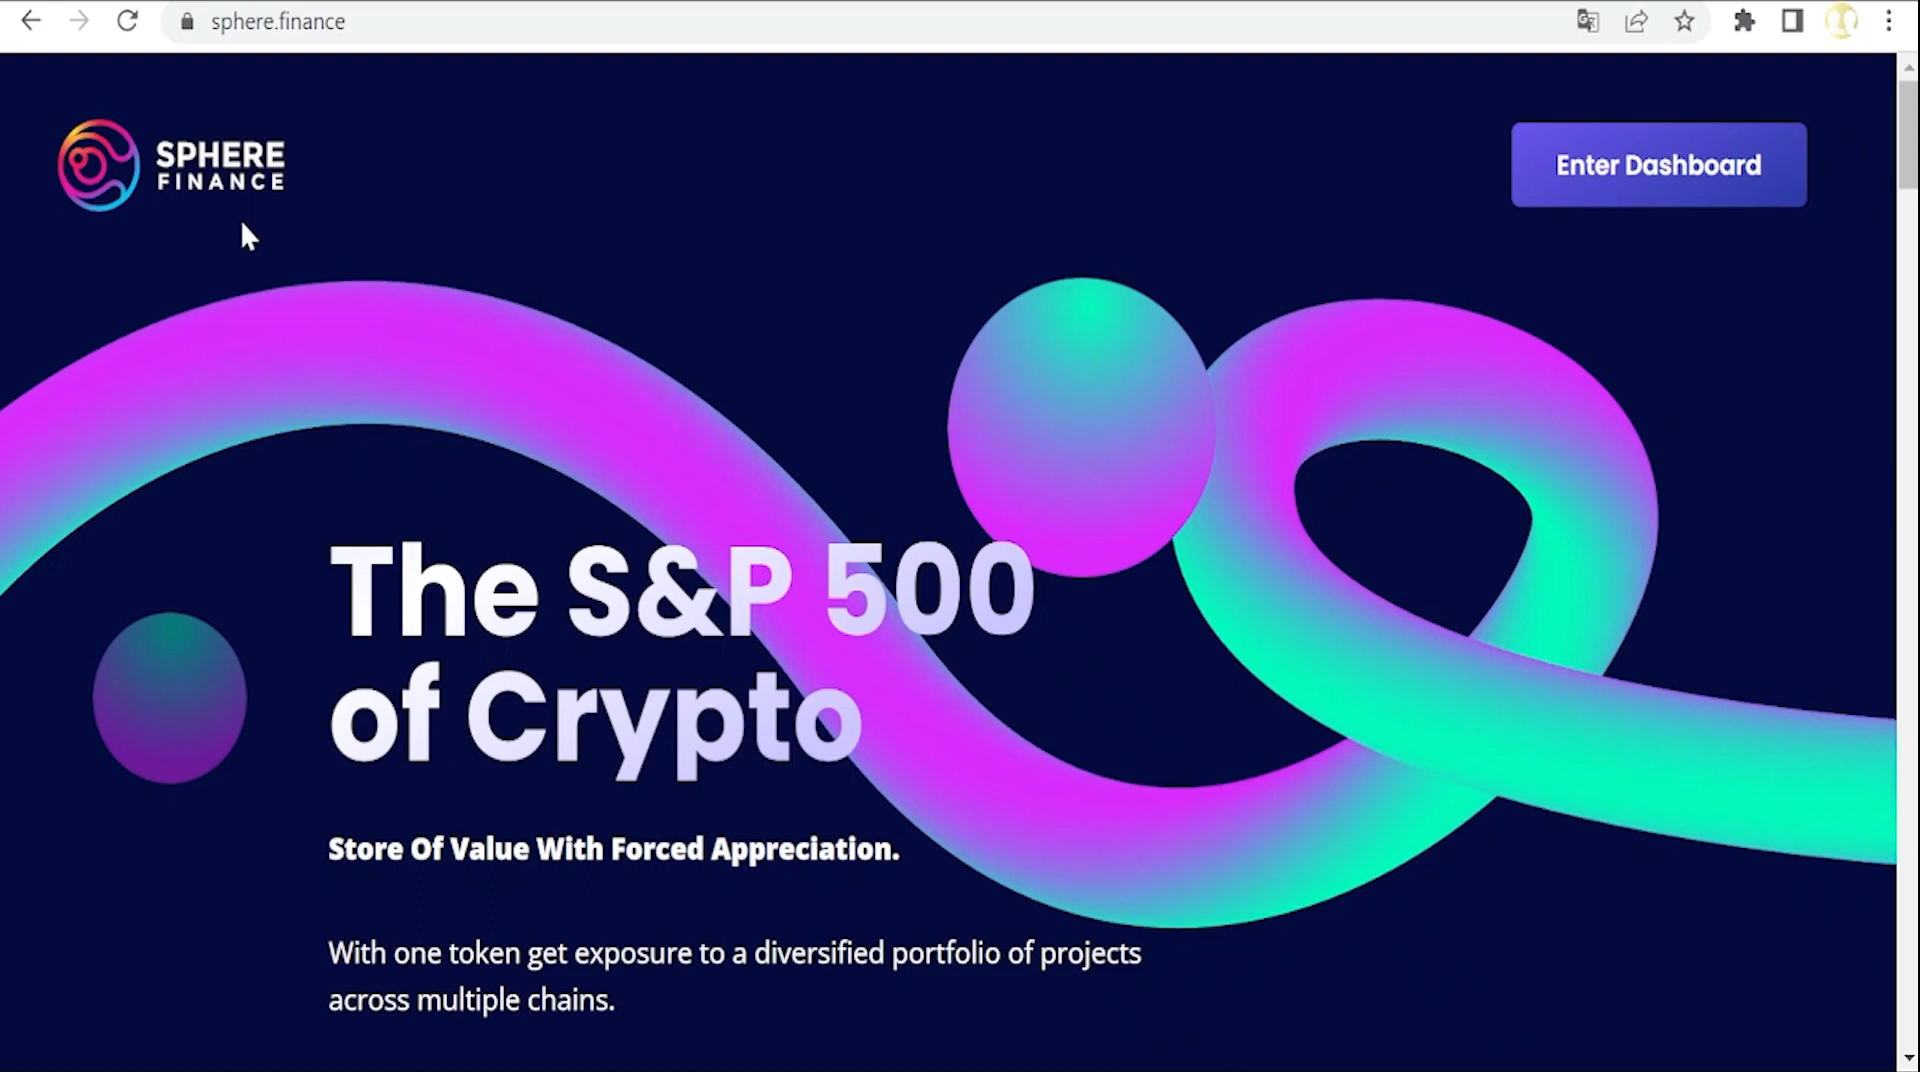 sphere.finance
SPHERE
FINANCE
Enter Dashboard
The S&P 500
of Crypto
Store Of Value With Forced Appreciation.
With one token get exposure to a diversified portfolio of projects
across multiple chains.